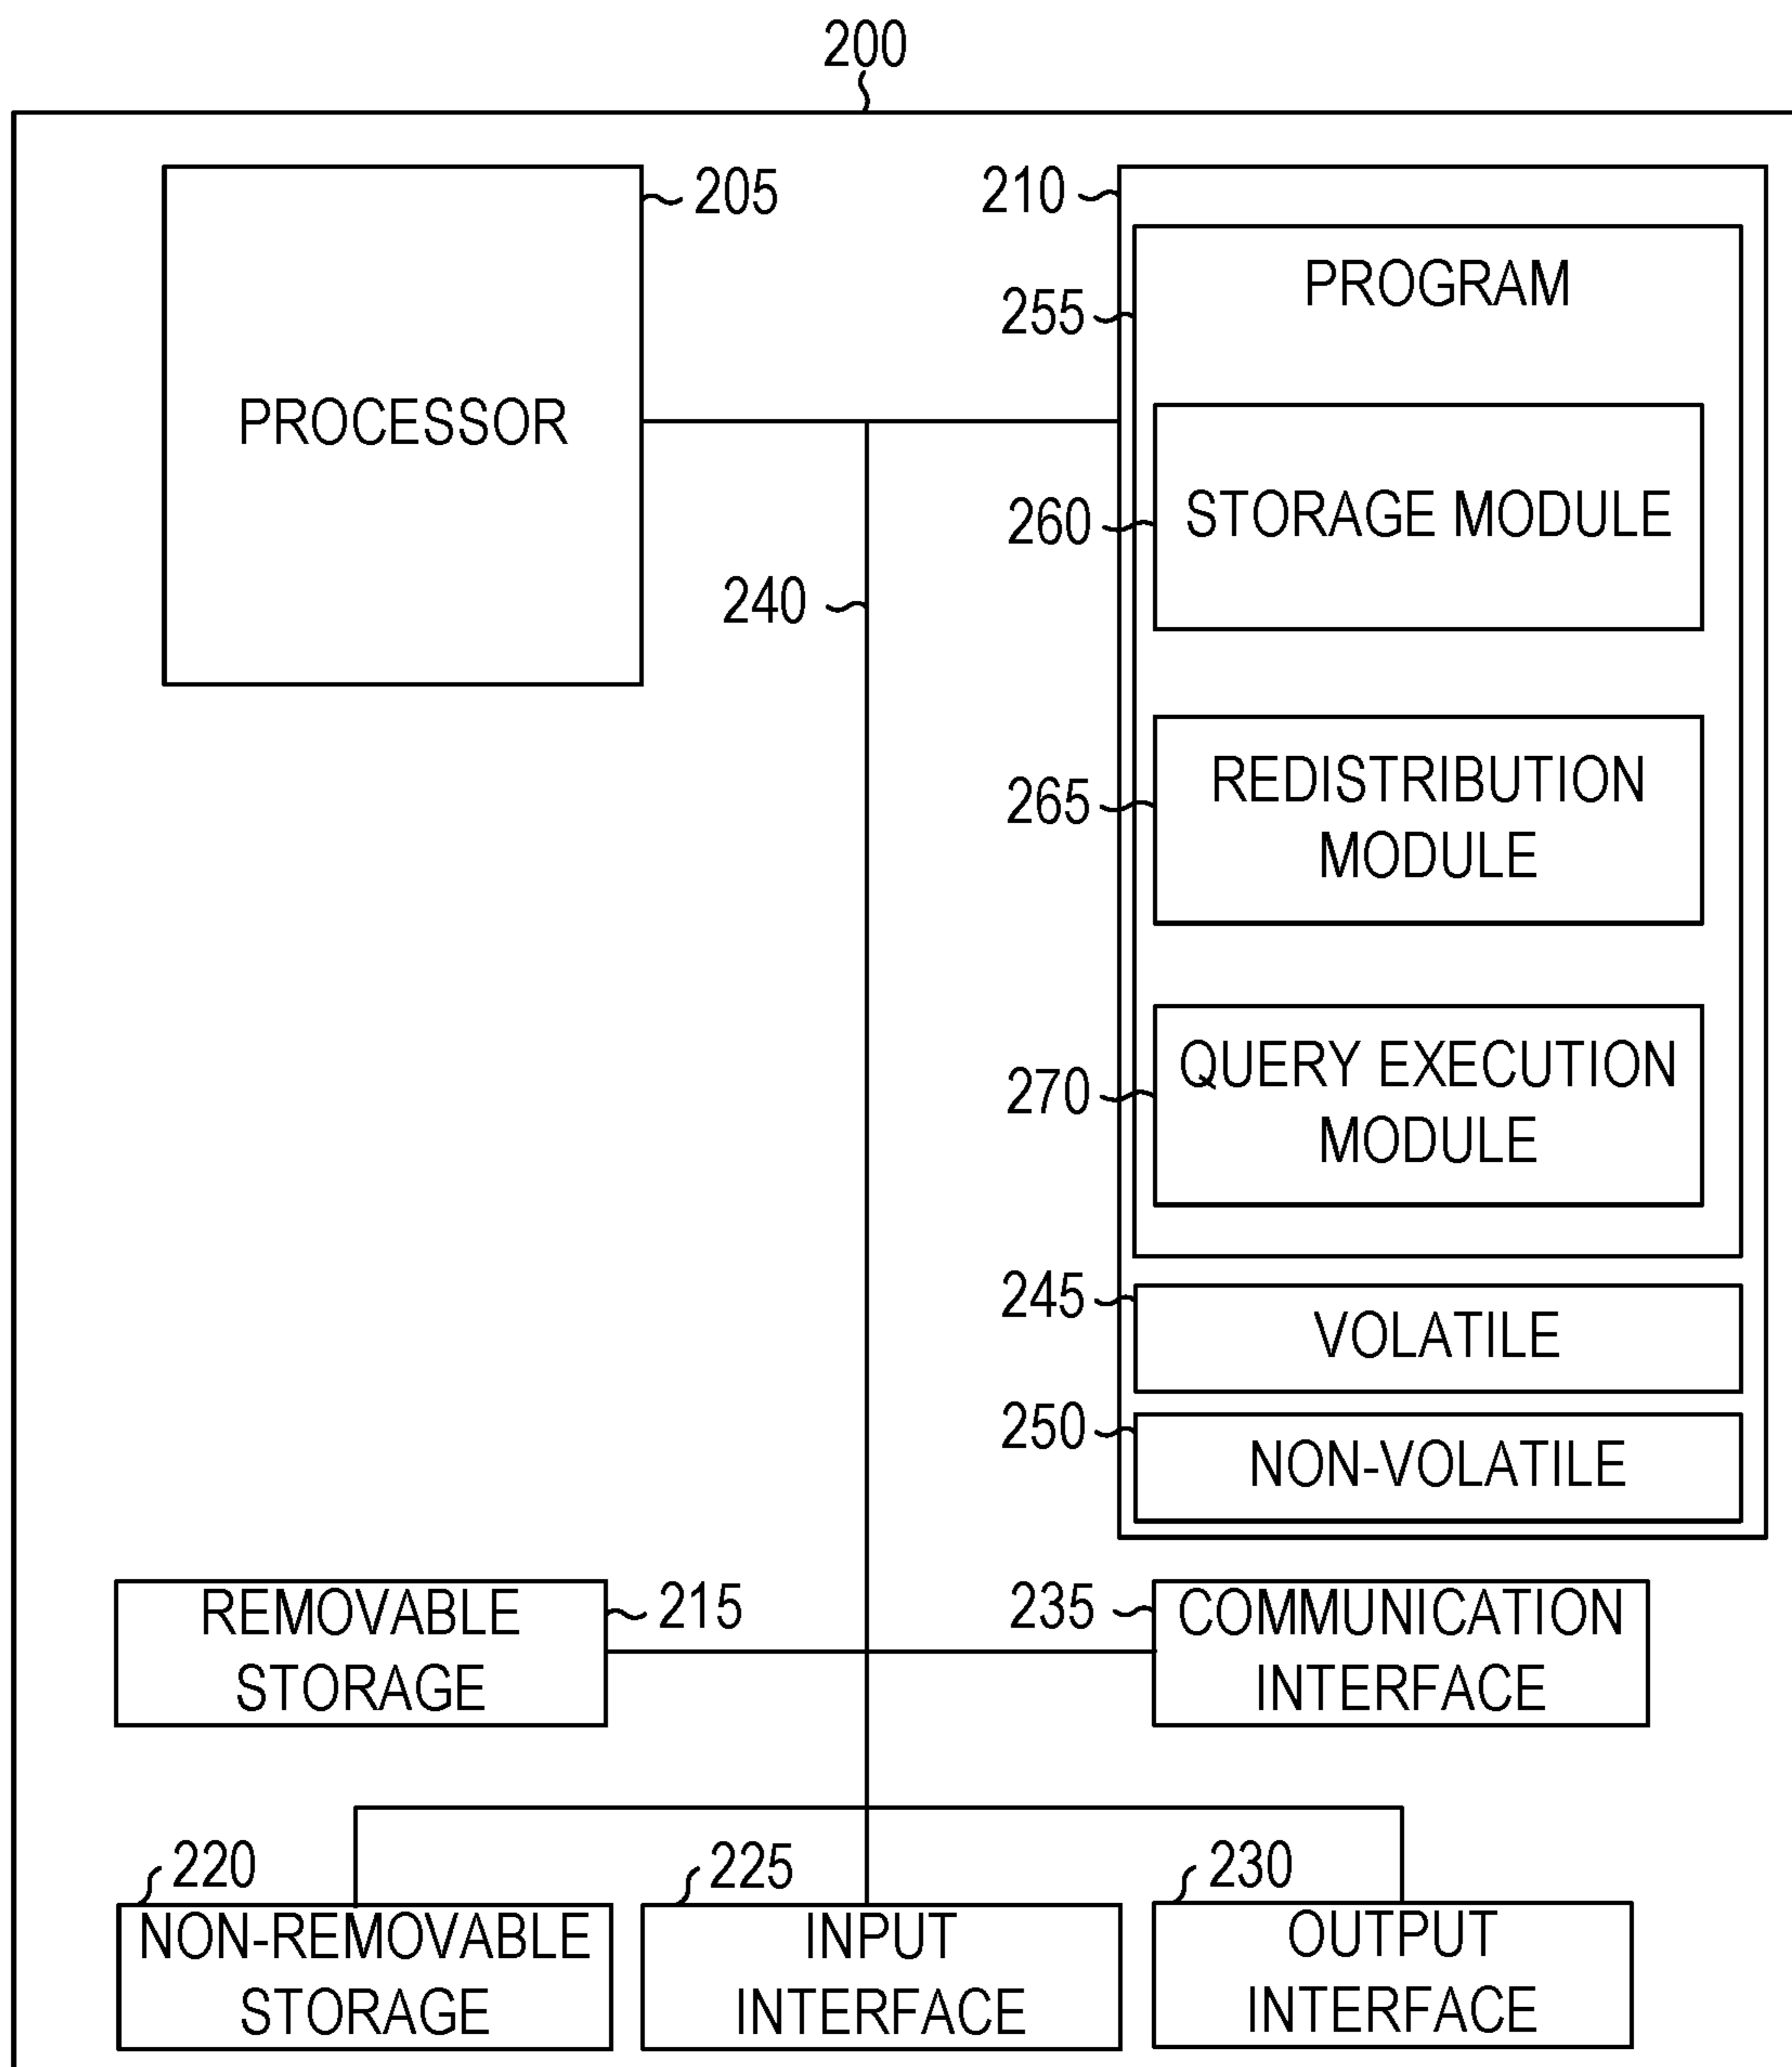 200
205
210
PROGRAM
255
PROCESSOR
STORAGE MODULE
260
240
REDISTRIBUTION
MODULE
265
QUERY EXECUTION
MODULE
270
245
VOLATILE
250
NON-VOLATILE
REMOVABLE
STORAGE
215
235
COMMUNICATION
INTERFACE
220
NON-REMOVABLE
STORAGE
225
INPUT
INTERFACE
230
OUTPUT
INTERFACE